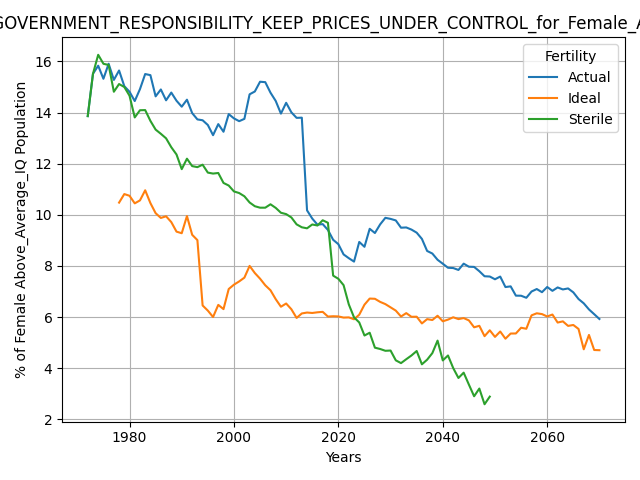 GOVERNMENT_RESPONSIBILITY_KEEP_PRICES_UNDER_CONTROL_for_Female_A
Fertility
Actual
Ideal
Sterile
% of Female Above_Average_IQ Population
16
14
12
10
8
6
4
2
1980 2000 2020 2040 2060
Years